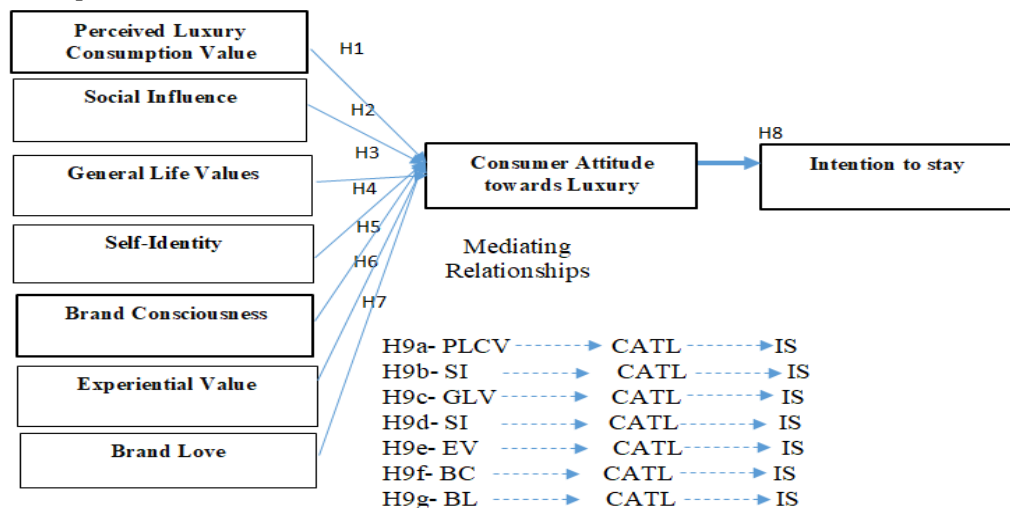 Perceived Luxury
Consumption Value
H1
Social Influence
H2
H3
General Life Values
H4
Self-Identity
H5
Brand Consciousness
H6
Experiential Value
H7
Brand Love
Consumer Attitude
towards Luxury
H8
Intention to stay
Mediating
Relationships
H9a- PLCV CATL IS
H9b- SI CATL IS
H9c- GLV CATL IS
H9d- SI CATL IS
H9e- EV CATL IS
H9f- BC CATL IS
H9g- BL CATL IS